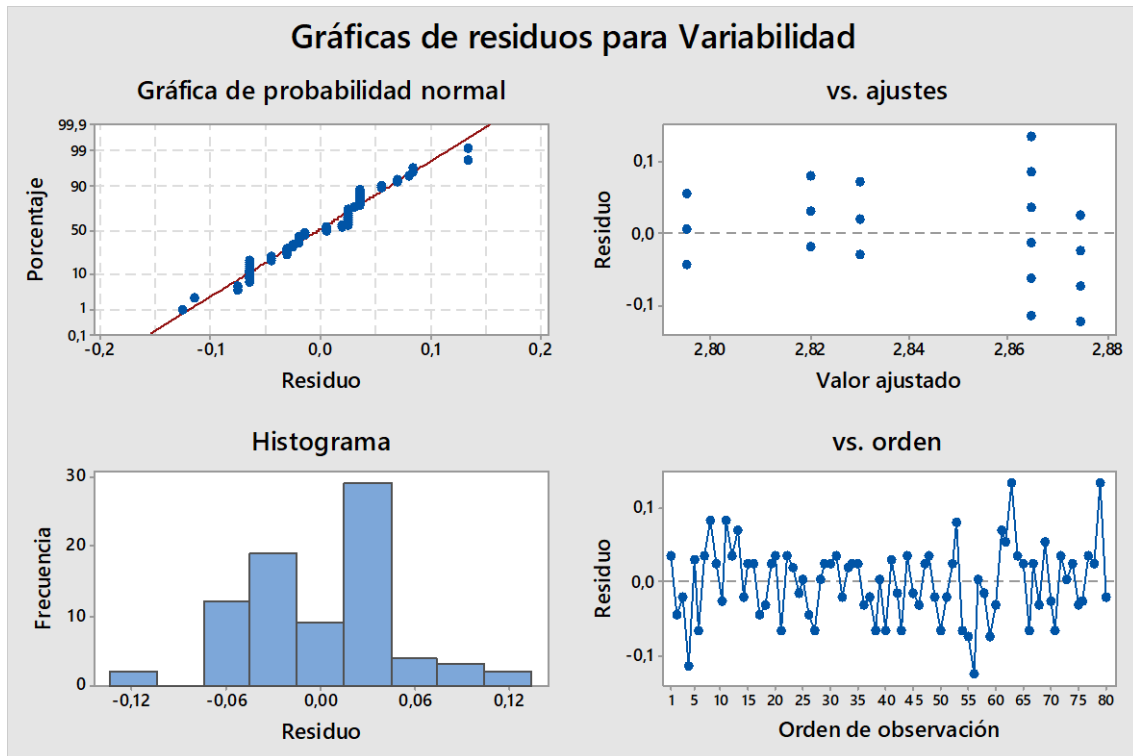 Gráficas de residuos para Variabilidad
Gráfica de probabilidad normal
99,9
99
90
50
10
1
0,1
Porcentaje
-0,2 -0,1 0,0 0,1 0,2
Residuo
vs. ajustes
0,1
0,0
-0,1
Residuo
2,80 2,82 2,84 2,86 2,88
Valor ajustado
Histograma
30
20
10
0
Frecuencia
-0,12 -0,06 0,00 0,06 0,12
Residuo
vs. orden
0,1
0,0
-0,1
Residuo
1 5 10 15 20 25 30 35 40 45 50 55 60 65 70 75 80
Orden de observación